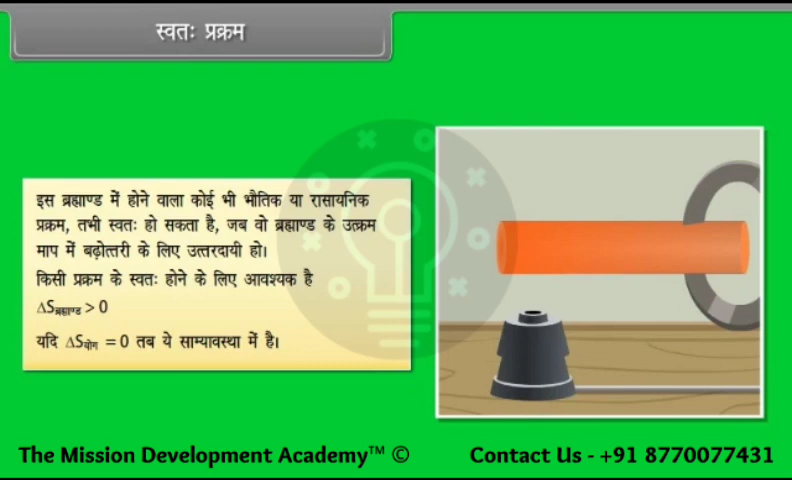 स्वतः प्रक्रम
इस ब्रह्माण्ड में होने वाला कोई भी भौतिक या रासायनिक
प्रक्रम, तभी स्वतः हो सकता है, जब वो ब्रह्माण्ड के उत्क्रम
माप में बढ़ोत्तरी के लिए उत्तरदायी हो।
किसी प्रक्रम के स्वतः होने के लिए आवश्यक है
ΔSब्रह्माण्ड > 0
यदि ΔSयोग = 0 तब ये साम्यावस्था में है।
The Mission Development Academy™ ©
Contact Us - +91 8770077431